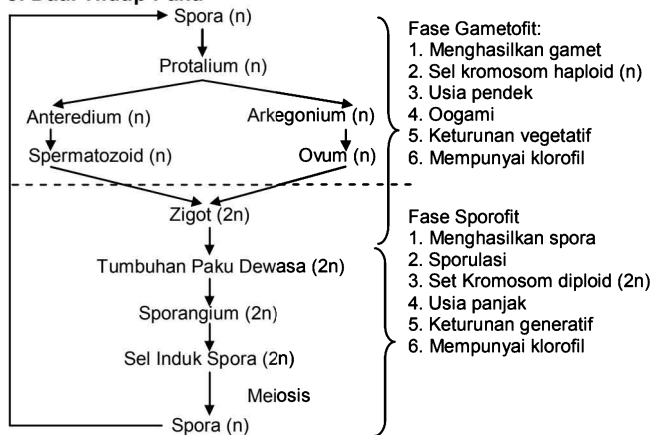 Spora (n)
Protalium (n)
Anteredium (n)
Arkegonium (n)
Spermatozoid (n)
Ovum (n)
Zigot (2n)
Tumbuhan Paku Dewasa (2n)
Sporangium (2n)
Sel Induk Spora (2n)
Meiosis
Spora (n)
Fase Gametofit:
1. Menghasilkan gamet
2. Sel kromosom haploid (n)
3. Usia pendek
4. Oogami
5. Keturunan vegetatif
6. Mempunyai klorofil
Fase Sporofit
1. Menghasilkan spora
2. Sporulasi
3. Set Kromosom diploid (2n)
4. Usia panjak
5. Keturunan generatif
6. Mempunyai klorofil